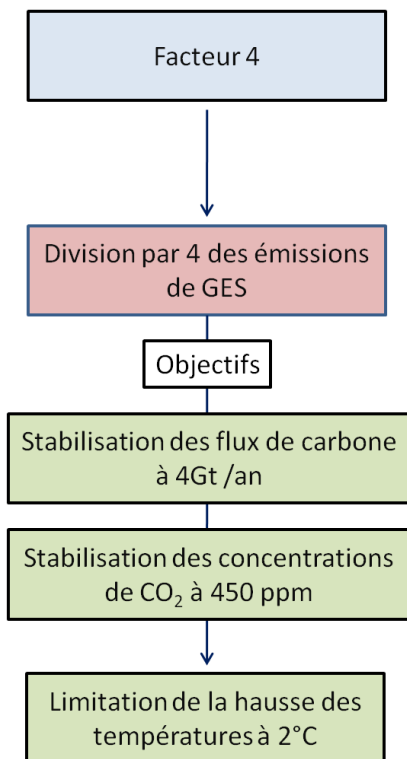 Facteur 4
Division par 4 des émissions
de GES
Objectifs
Stabilisation des flux de carbone
à 4Gt /an
Stabilisation des concentrations
de CO₂ à 450 ppm
Limitation de la hausse des
températures à 2°C